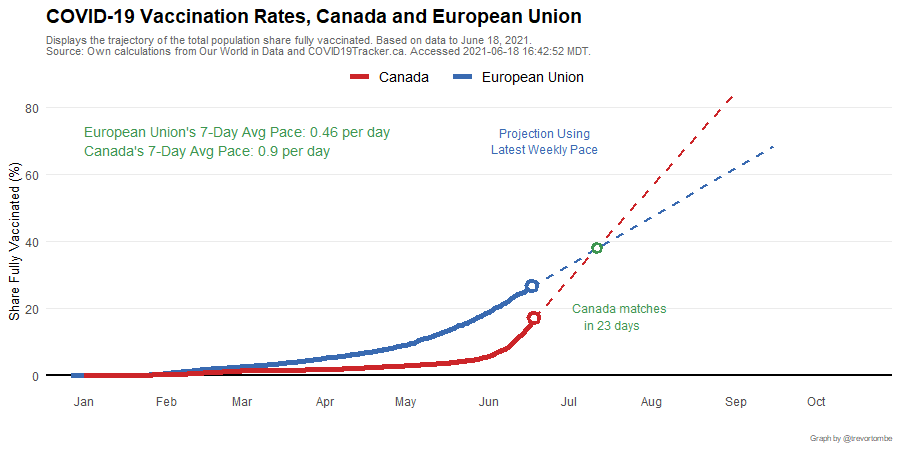 COVID-19 Vaccination Rates, Canada and European Union
Displays the trajectory of the total population share fully vaccinated. Based on data to June 18, 2021.
Source: Own calculations from Our World in Data and COVID19Tracker.ca. Accessed 2021-06-18 16:42:52 MDT.
Canada European Union
European Union's 7-Day Avg Pace: 0.46 per day
Canada's 7-Day Avg Pace: 0.9 per day
Projection Using
Latest Weekly Pace
Share Fully Vaccinated (%)
80
60
40
20
0
Canada matches
in 23 days
Jan Feb Mar Apr May Jun Jul Aug Sep Oct
Graph by @trevortombe